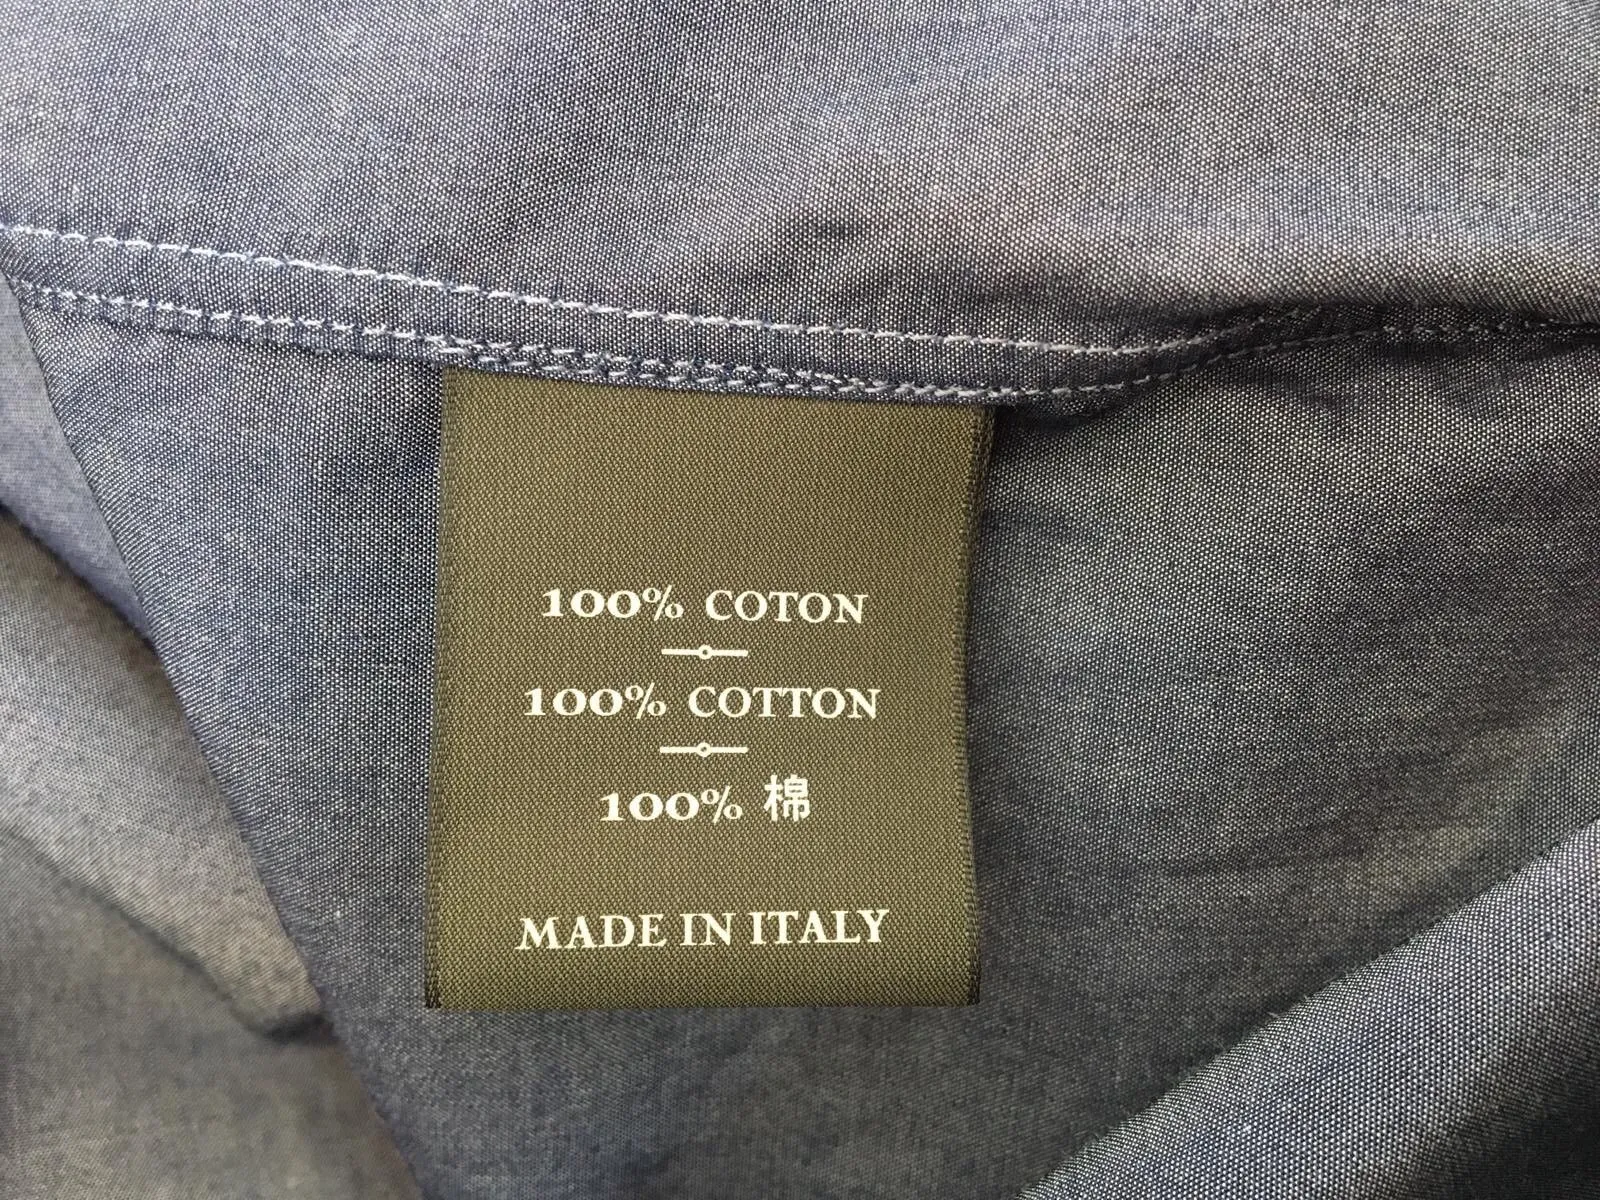 100% COTON
100% COTTON
100% 棉
MADE IN ITALY